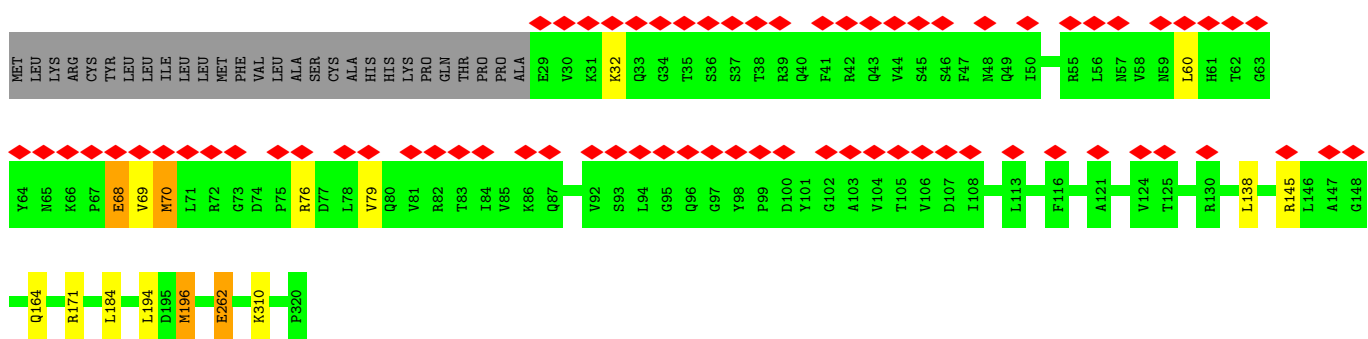 MET LEU LYS ARG CYS TYR LEU LEU ILE LEU LEU MET PHE VAL LEU ALA SER CYS ALA HIS HIS LYS PRO GLN THR PRO PRO ALA E29 V30 K31 K32 Q33 G34 T35 S36 S37 T38 R39 Q40 F41 R42 Q43 V44 S45 S46 F47 N48 Q49 I50 R55 L56 N57 V58 N59 L60 H61 T62 G63
Y64 N65 K66 P67 E68 V69 M70 L71 R72 G73 D74 P75 R76 D77 L78 V79 Q80 V81 R82 T83 I84 V85 K86 Q87 V92 S93 L94 G95 Q96 G97 Y98 P99 D100 Y101 G102 A103 V104 T105 V106 D107 I108 L113 F116 A121 V124 T125 R130 L138 R145 L146 A147 G148
Q164 R171 L184 L194 D195 M196 E262 K310 P320